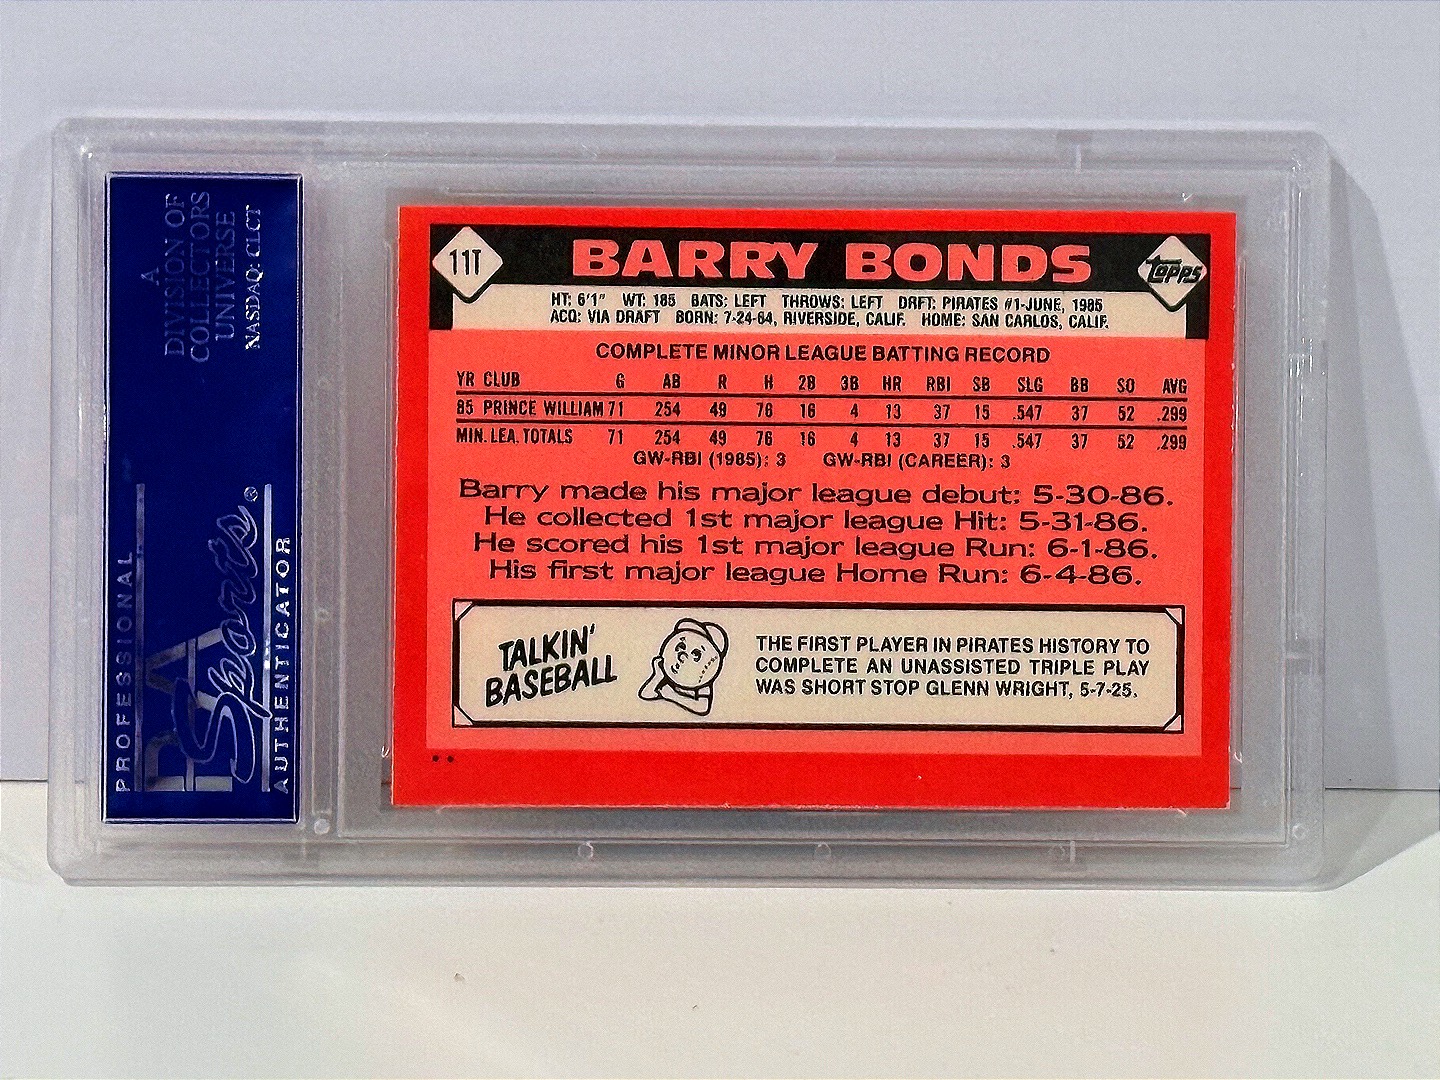 A
DIVISION OF
COLLECTORS
UNIVERSE
NASDAQ: CLCT
PROFESSIONAL
PSA
Sports®
AUTHENTICATOR
11T
BARRY BONDS
TOPPS
HT: 6'1" WT: 185 BATS: LEFT THROWS: LEFT DRFT: PIRATES #1-JUNE, 1985
ACQ: VIA DRAFT BORN: 7-24-64, RIVERSIDE, CALIF. HOME: SAN CARLOS, CALIF.
COMPLETE MINOR LEAGUE BATTING RECORD
YR CLUB G AB R H 2B 3B HR RBI SB SLG BB SO AVG
85 PRINCE WILLIAM 71 254 49 76 16 4 13 37 15 .547 37 52 .299
MIN. LEA. TOTALS 71 254 49 76 16 4 13 37 15 .547 37 52 .299
GW-RBI (1985): 3 GW-RBI (CAREER): 3
Barry made his major league debut: 5-30-86.
He collected 1st major league Hit: 5-31-86.
He scored his 1st major league Run: 6-1-86.
His first major league Home Run: 6-4-86.
TALKIN'
BASEBALL
THE FIRST PLAYER IN PIRATES HISTORY TO
COMPLETE AN UNASSISTED TRIPLE PLAY
WAS SHORT STOP GLENN WRIGHT, 5-7-25.